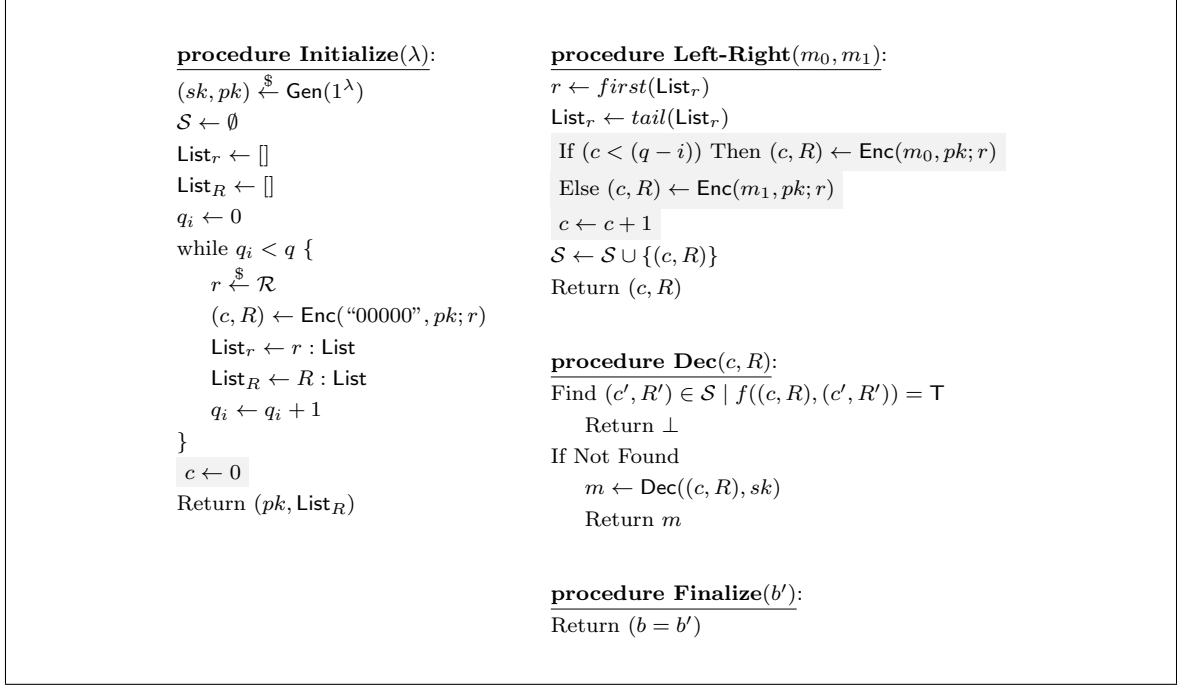 procedure Initialize(λ):
(sk, pk) $← Gen(1^λ)
𝒮 ← ∅
List_r ← []
List_R ← []
q_i ← 0
while q_i < q {
r $← ℛ
(c, R) ← Enc(“00000”, pk; r)
List_r ← r : List
List_R ← R : List
q_i ← q_i + 1
}
c ← 0
Return (pk, List_R)
procedure Left-Right(m_0, m_1):
r ← first(List_r)
List_r ← tail(List_r)
If (c < (q − i)) Then (c, R) ← Enc(m_0, pk; r)
Else (c, R) ← Enc(m_1, pk; r)
c ← c + 1
𝒮 ← 𝒮 ∪ {(c, R)}
Return (c, R)
procedure Dec(c, R):
Find (c′, R′) ∈ 𝒮 | f((c, R), (c′, R′)) = T
Return ⊥
If Not Found
m ← Dec((c, R), sk)
Return m
procedure Finalize(b′):
Return (b = b′)